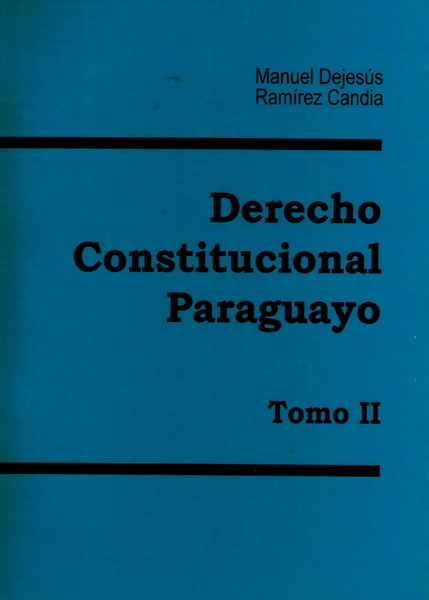 Manuel Dejesús
Ramírez Candia
Derecho
Constitucional
Paraguayo
Tomo II